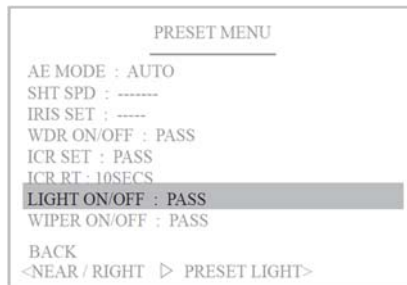 PRESET MENU
AE MODE : AUTO
SHT SPD : -------
IRIS SET : -----
WDR ON/OFF : PASS
ICR SET : PASS
ICR RT : 10SECS
LIGHT ON/OFF : PASS
WIPER ON/OFF : PASS
BACK
<NEAR / RIGHT ▷ PRESET LIGHT>